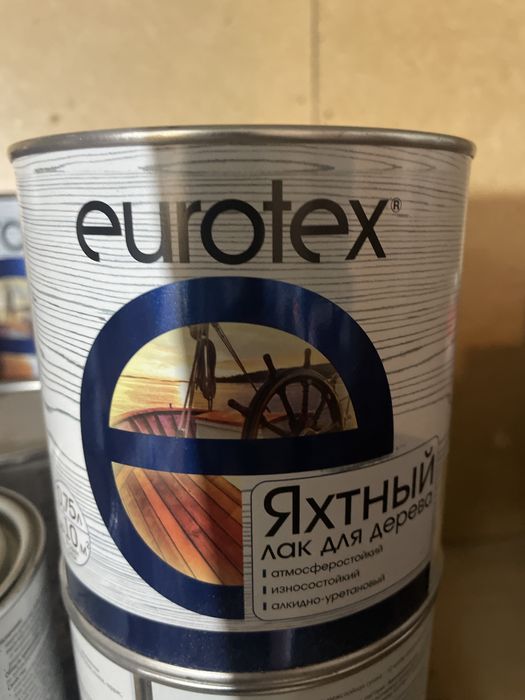 eurotex®
Яхтный
лак для дерева
атмосферостойкий
износостойкий
алкидно-уретановый